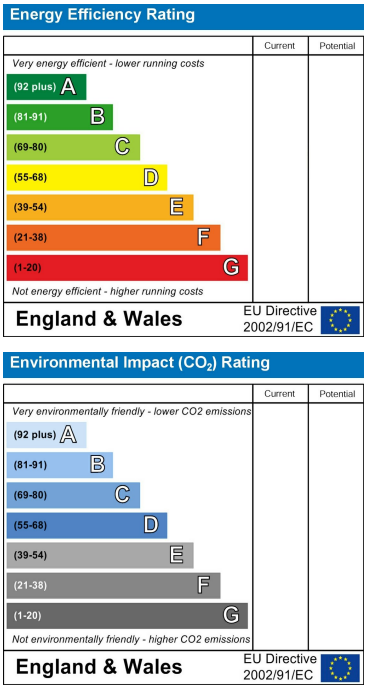 Energy Efficiency Rating
Current Potential
Very energy efficient - lower running costs
(92 plus) A
(81-91) B
(69-80) C
(55-68) D
(39-54) E
(21-38) F
(1-20) G
Not energy efficient - higher running costs
England & Wales EU Directive 2002/91/EC
Environmental Impact (CO₂) Rating
Current Potential
Very environmentally friendly - lower CO2 emissions
(92 plus) A
(81-91) B
(69-80) C
(55-68) D
(39-54) E
(21-38) F
(1-20) G
Not environmentally friendly - higher CO2 emissions
England & Wales EU Directive 2002/91/EC